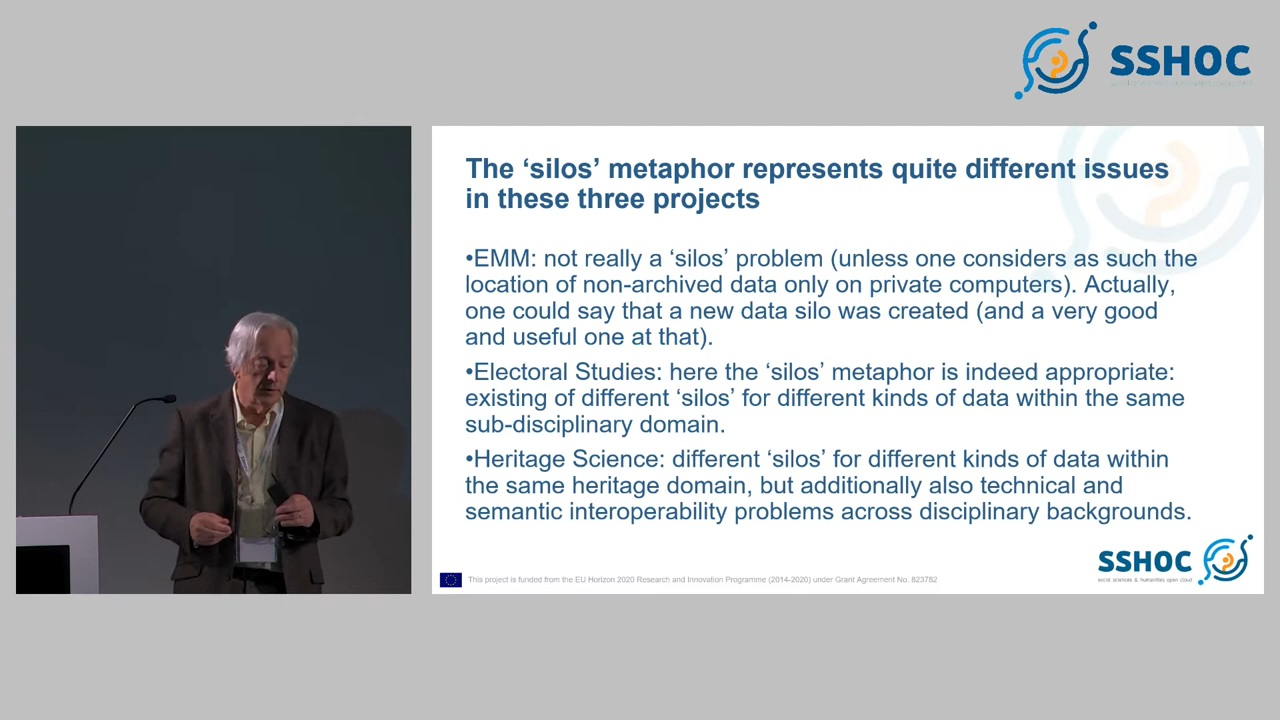 SSHOC
The ‘silos’ metaphor represents quite different issues
in these three projects
•EMM: not really a ‘silos’ problem (unless one considers as such the
location of non-archived data only on private computers). Actually,
one could say that a new data silo was created (and a very good
and useful one at that).
•Electoral Studies: here the ‘silos’ metaphor is indeed appropriate:
existing of different ‘silos’ for different kinds of data within the same
sub-disciplinary domain.
•Heritage Science: different ‘silos’ for different kinds of data within
the same heritage domain, but additionally also technical and
semantic interoperability problems across disciplinary backgrounds.
SSHOC
social sciences & humanities open cloud
This project is funded from the EU Horizon 2020 Research and Innovation Programme (2014-2020) under Grant Agreement No. 823782